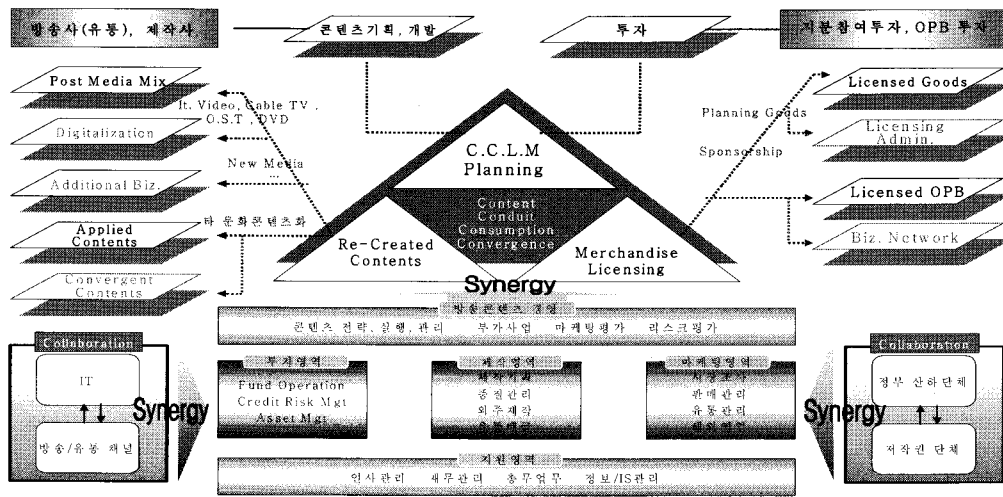 방송사(유통), 제작사
콘텐츠기획, 개발
투자
지분참여투자, OPB 투자
Post Media Mix
It. Video, Cable TV,
O.S.T , DVD
Digitalization
New Media
...
Additional Biz.
타 문화콘텐츠화
Applied
Contents
Convergent
Contents
C.C.L.M
Planning
Content
Conduit
Consumption
Convergence
Re-Created
Contents
Merchandise
Licensing
Synergy
Planning Goods
Sponsorship
Licensed Goods
Licensing
Admin.
Licensed OPB
Biz. Network
방송콘텐츠 경영
콘텐츠 전략, 실행, 관리 부가사업 마케팅평가 리스크평가
Collaboration
IT
방송/유통 채널
Synergy
투자영역
Fund Operation
Credit Risk Mgt
Asset Mgt
제작영역
제작기획
품질관리
외주제작
마케팅영역
시장조사
판매관리
유통관리
Synergy
Collaboration
정부 산하단체
저작권 단체
지원영역
인사관리 재무관리 총무업무 정보/IS관리